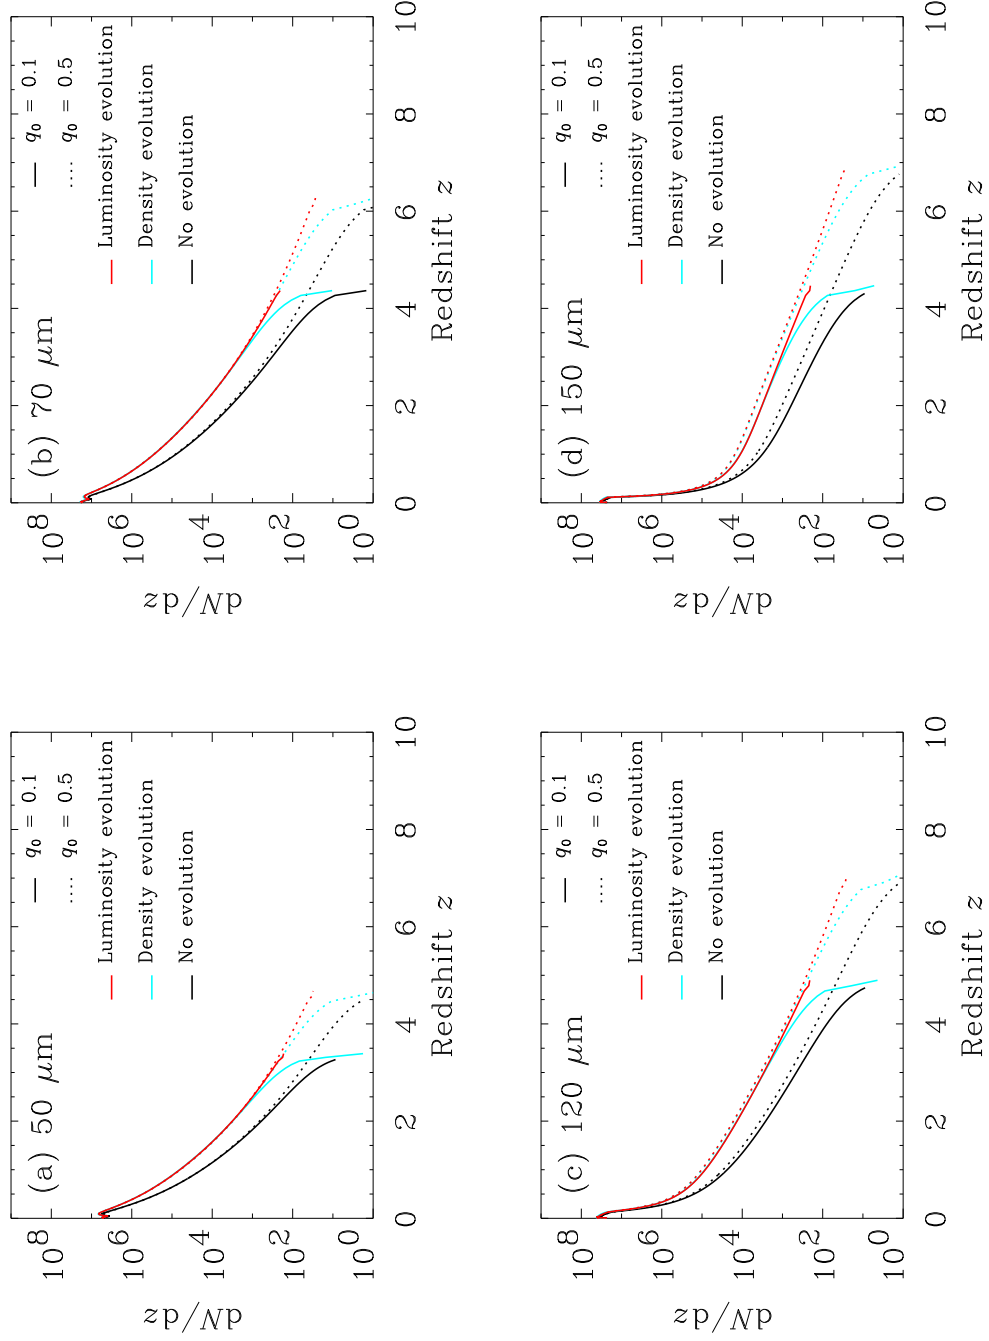 (a) 50 μm
q₀ = 0.1
q₀ = 0.5
Luminosity evolution
Density evolution
No evolution
10⁸
10⁶
10⁴
10²
10⁰
dN/dz
0 2 4 6 8 10
Redshift z
(b) 70 μm
q₀ = 0.1
q₀ = 0.5
Luminosity evolution
Density evolution
No evolution
10⁸
10⁶
10⁴
10²
10⁰
dN/dz
0 2 4 6 8 10
Redshift z
(c) 120 μm
q₀ = 0.1
q₀ = 0.5
Luminosity evolution
Density evolution
No evolution
10⁸
10⁶
10⁴
10²
10⁰
dN/dz
0 2 4 6 8 10
Redshift z
(d) 150 μm
q₀ = 0.1
q₀ = 0.5
Luminosity evolution
Density evolution
No evolution
10⁸
10⁶
10⁴
10²
10⁰
dN/dz
0 2 4 6 8 10
Redshift z